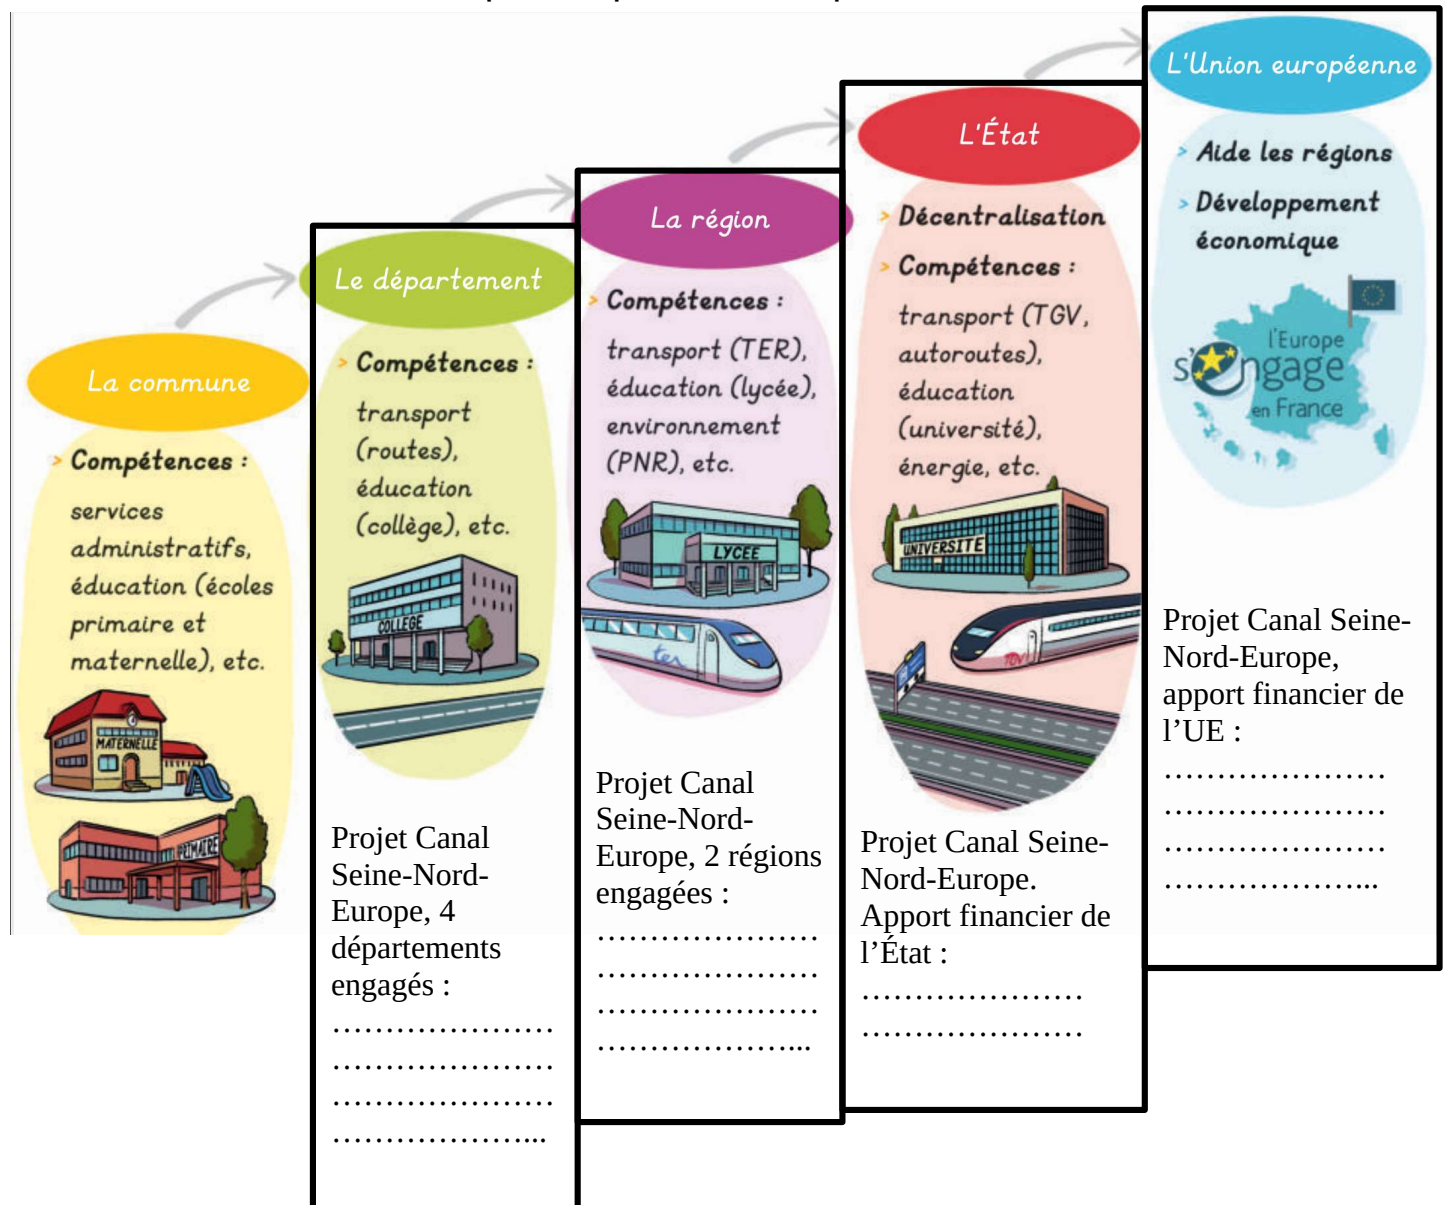 La commune
> Compétences :
services
administratifs,
éducation (écoles
primaire et
maternelle), etc.
MATERNELLE
PRIMAIRE
Le département
> Compétences :
transport
(routes),
éducation
(collège), etc.
COLLEGE
Projet Canal
Seine-Nord-
Europe, 4
départements
engagés :
…………………
…………………
…………………
………………...
La région
> Compétences :
transport (TER),
éducation (lycée),
environnement
(PNR), etc.
LYCEE
ter
Projet Canal
Seine-Nord-
Europe, 2 régions
engagées :
…………………
…………………
…………………
………………...
L'État
> Décentralisation
> Compétences :
transport (TGV,
autoroutes),
éducation
(université),
énergie, etc.
UNIVERSITE
TGV
Projet Canal Seine-
Nord-Europe.
Apport financier de
l’État :
…………………
…………………
L'Union européenne
> Aide les régions
> Développement
économique
l'Europe
s'engage
en France
Projet Canal Seine-
Nord-Europe,
apport financier de
l’UE :
…………………
…………………
…………………
………………...